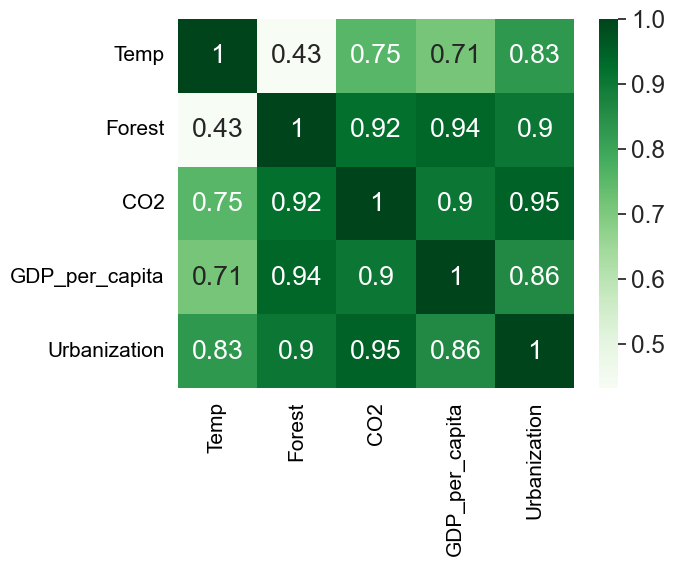 Temp 1 0.43 0.75 0.71 0.83
Forest 0.43 1 0.92 0.94 0.9
CO2 0.75 0.92 1 0.9 0.95
GDP_per_capita 0.71 0.94 0.9 1 0.86
Urbanization 0.83 0.9 0.95 0.86 1
Temp Forest CO2 GDP_per_capita Urbanization
1.0
0.9
0.8
0.7
0.6
0.5